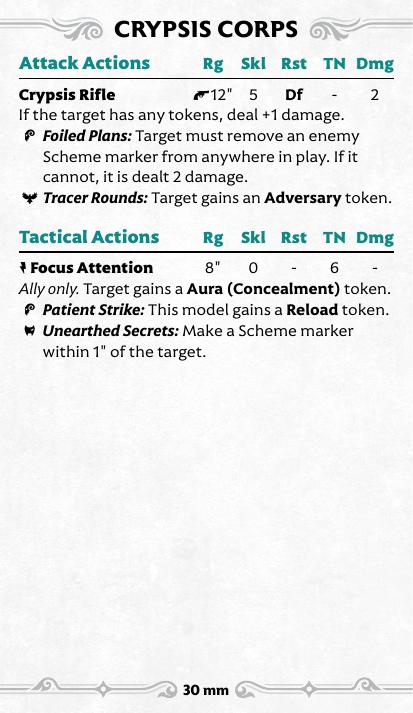 CRYPSIS CORPS
Attack Actions Rg Skl Rst TN Dmg
Crypsis Rifle 12" 5 Df - 2
If the target has any tokens, deal +1 damage.
Foiled Plans: Target must remove an enemy
Scheme marker from anywhere in play. If it
cannot, it is dealt 2 damage.
Tracer Rounds: Target gains an Adversary token.
Tactical Actions Rg Skl Rst TN Dmg
Focus Attention 8" 0 - 6 -
Ally only. Target gains a Aura (Concealment) token.
Patient Strike: This model gains a Reload token.
Unearthed Secrets: Make a Scheme marker
within 1" of the target.
30 mm